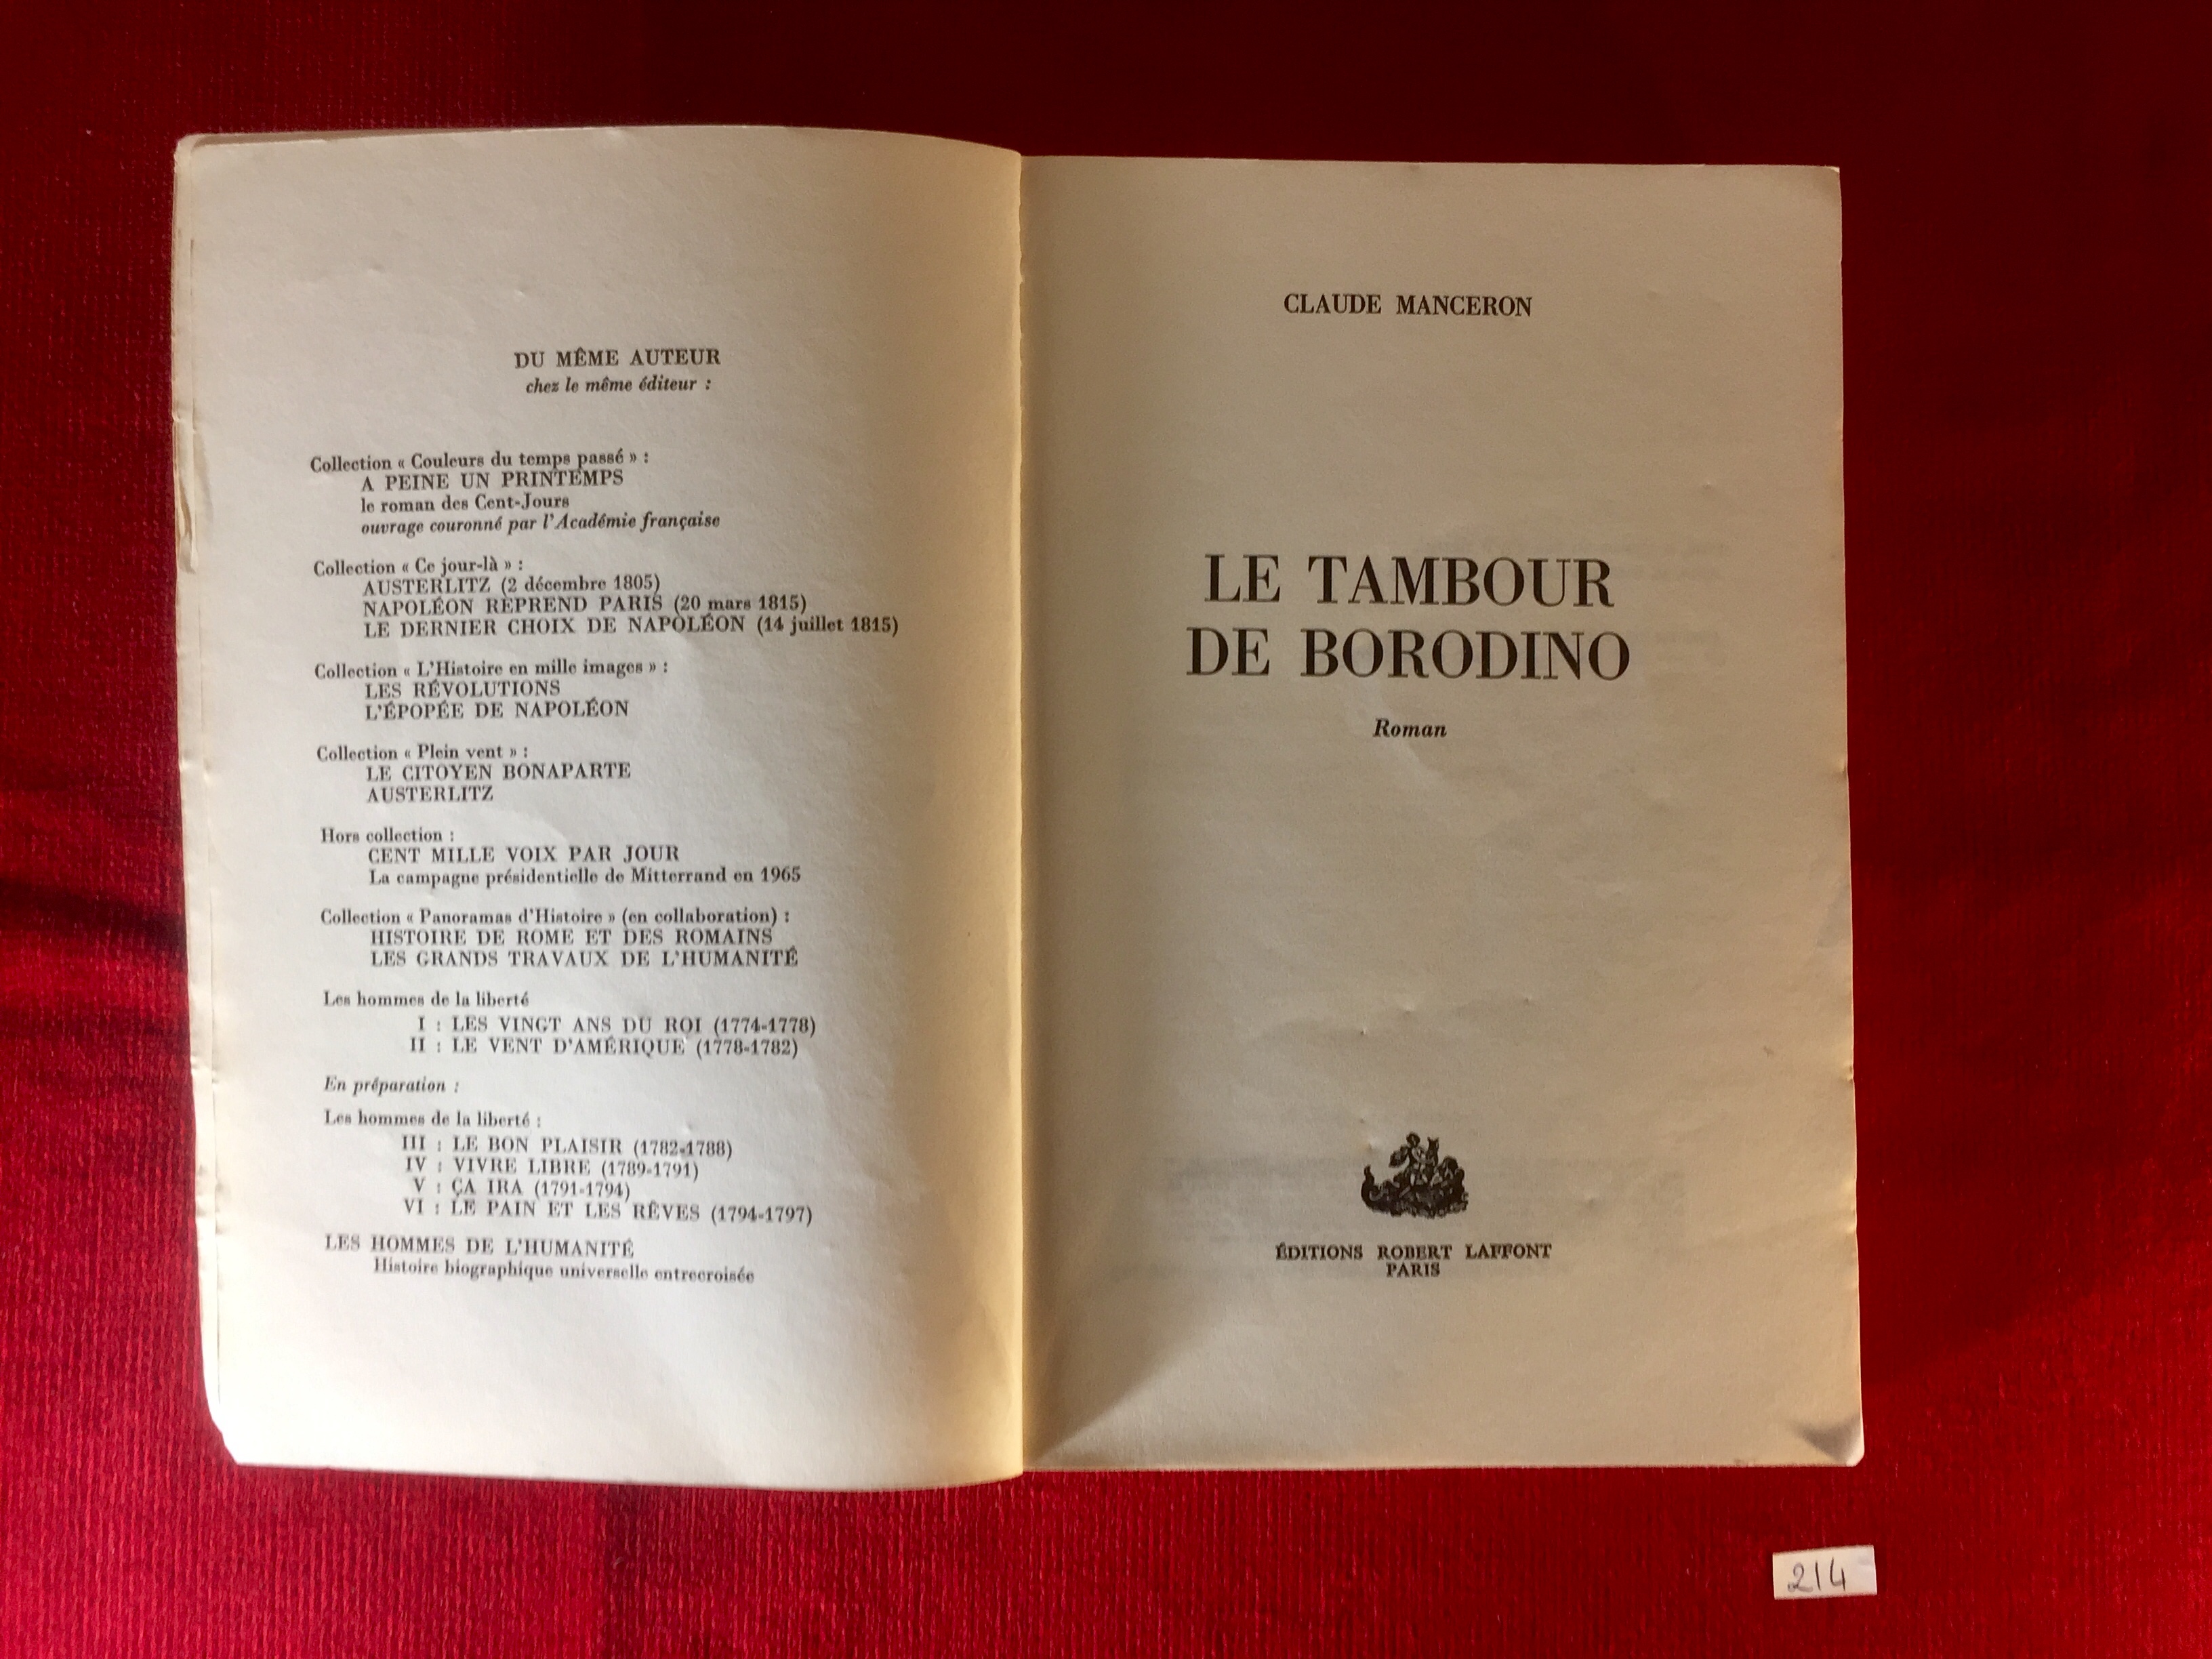 DU MÊME AUTEUR
chez le même éditeur :
Collection « Couleurs du temps passé » :
A PEINE UN PRINTEMPS
le roman des Cent-Jours
ouvrage couronné par l'Académie française
Collection « Ce jour-là » :
AUSTERLITZ (2 décembre 1805)
NAPOLÉON REPREND PARIS (20 mars 1815)
LE DERNIER CHOIX DE NAPOLÉON (14 juillet 1815)
Collection « L'Histoire en mille images » :
LES RÉVOLUTIONS
L'ÉPOPÉE DE NAPOLÉON
Collection « Plein vent » :
LE CITOYEN BONAPARTE
AUSTERLITZ
Hors collection :
CENT MILLE VOIX PAR JOUR
La campagne présidentielle de Mitterrand en 1965
Collection « Panoramas d'Histoire » (en collaboration) :
HISTOIRE DE ROME ET DES ROMAINS
LES GRANDS TRAVAUX DE L'HUMANITÉ
Les hommes de la liberté
I : LES VINGT ANS DU ROI (1774-1778)
II : LE VENT D'AMÉRIQUE (1778-1782)
En préparation :
Les hommes de la liberté :
III : LE BON PLAISIR (1782-1788)
IV : VIVRE LIBRE (1789-1791)
V : ÇA IRA (1791-1794)
VI : LE PAIN ET LES RÊVES (1794-1797)
LES HOMMES DE L'HUMANITÉ
Histoire biographique universelle entrecroisée
CLAUDE MANCERON
LE TAMBOUR
DE BORODINO
Roman
ÉDITIONS ROBERT LAFFONT
PARIS
214